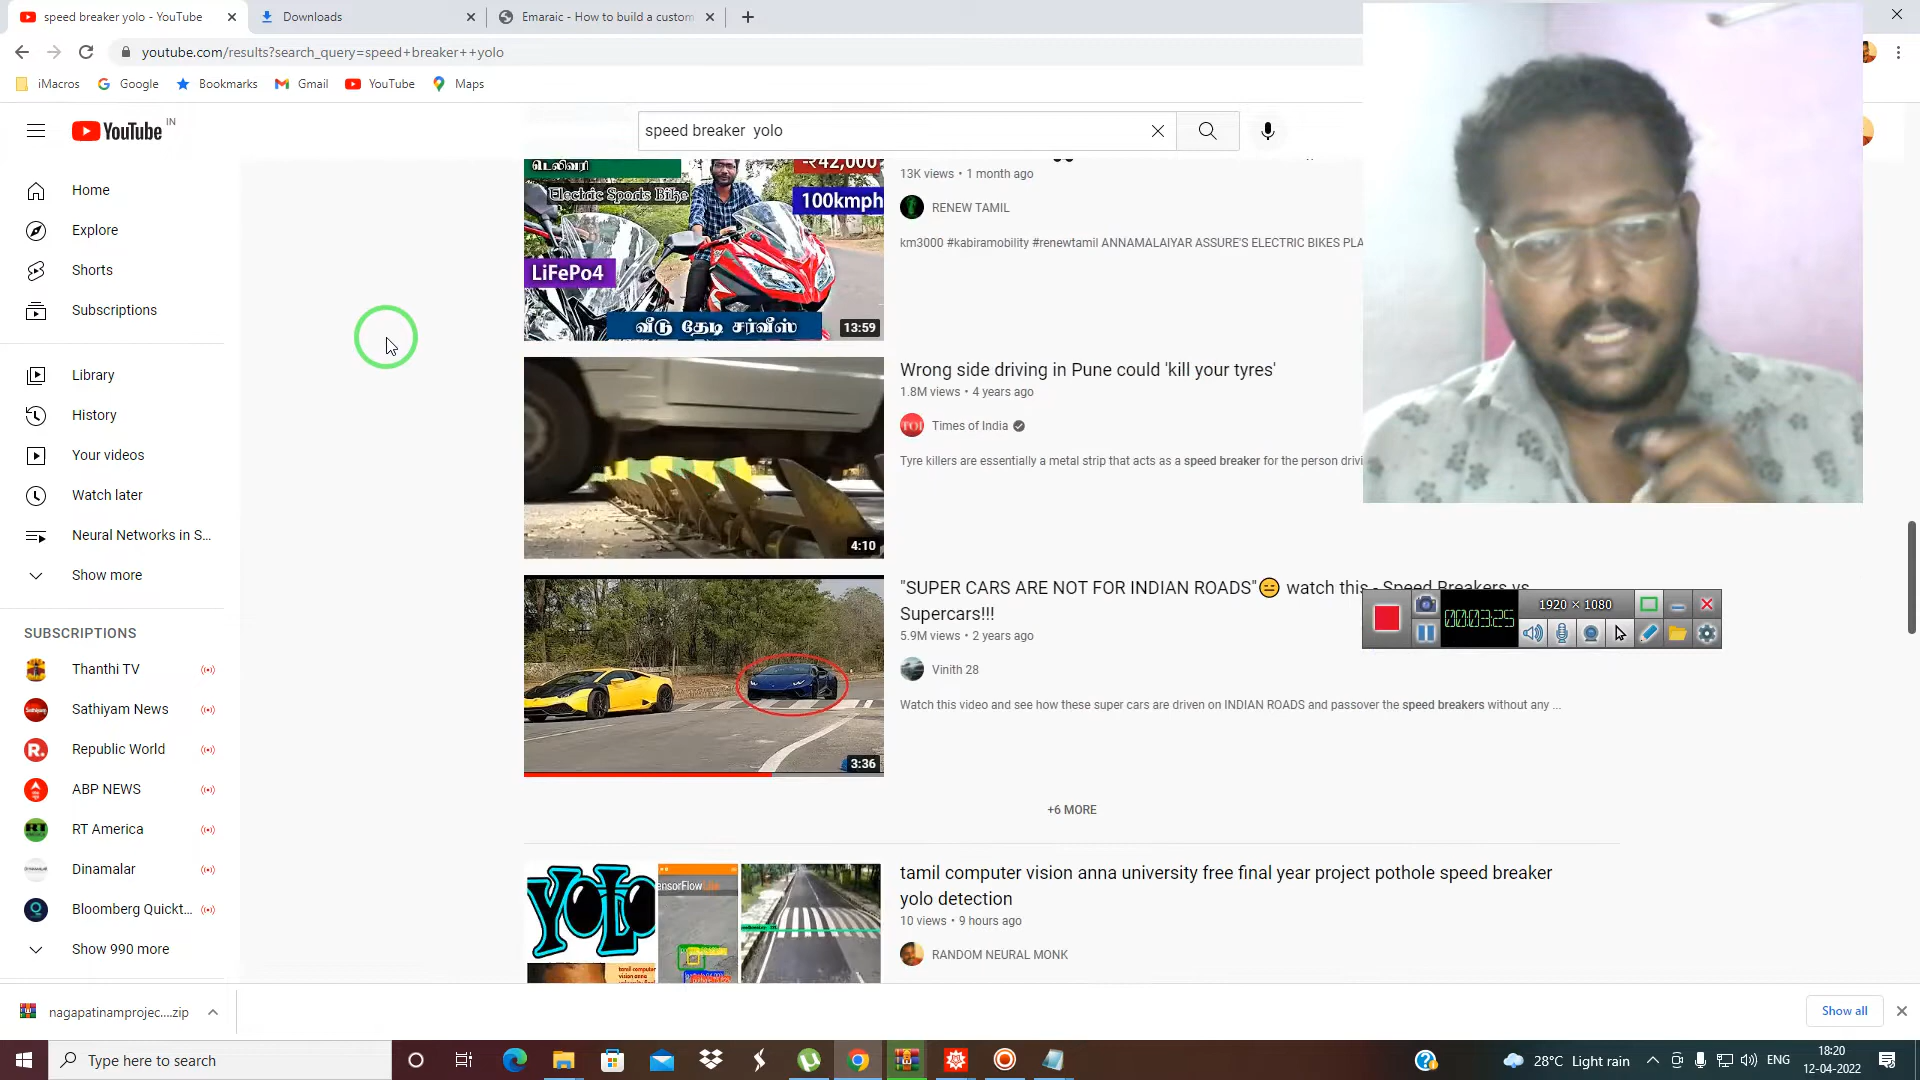 speed breaker yolo - YouTube
Downloads
Emaraic - How to build a custom
youtube.com/results?search_query=speed+breaker++yolo
iMacros
Google
Bookmarks
Gmail
YouTube
Maps
YouTube IN
speed breaker  yolo
Home
Explore
Shorts
Subscriptions
Library
History
Your videos
Watch later
Neural Networks in S...
Show more
SUBSCRIPTIONS
Thanthi TV
Sathiyam News
Republic World
ABP NEWS
RT America
Dinamalar
Bloomberg Quickt...
Show 990 more
டெலிவரி
-₹42,000
Electric Sports Bike
100kmph
LiFePo4
வீடு தேடி சர்வீஸ்
13:59
13K views • 1 month ago
RENEW TAMIL
km3000 #kabiramobility #renewtamil ANNAMALAIYAR ASSURE'S ELECTRIC BIKES PLA
4:10
Wrong side driving in Pune could 'kill your tyres'
1.8M views • 4 years ago
TOI
Times of India
Tyre killers are essentially a metal strip that acts as a speed breaker for the person drivi
3:36
"SUPER CARS ARE NOT FOR INDIAN ROADS"😑 watch this - Speed Breakers vs
Supercars!!!
5.9M views • 2 years ago
Vinith 28
Watch this video and see how these super cars are driven on INDIAN ROADS and passover the speed breakers without any ...
00:03:25
1920 × 1080
+6 MORE
YOLO
ensorFlow Lite
tamil computer vision anna university free final year project pothole speed breaker
yolo detection
10 views • 9 hours ago
RANDOM NEURAL MONK
nagapatinamprojec....zip
Show all
Type here to search
28°C Light rain
ENG
18:20
12-04-2022